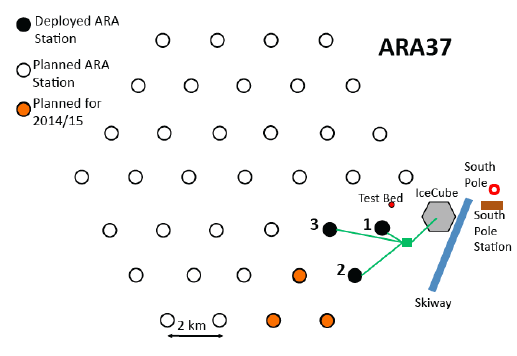 Deployed ARA
Station
Planned ARA
Station
Planned for
2014/15
ARA37
South
Pole
IceCube
Test Bed
South
Pole
Station
3
1
2
Skiway
2 km